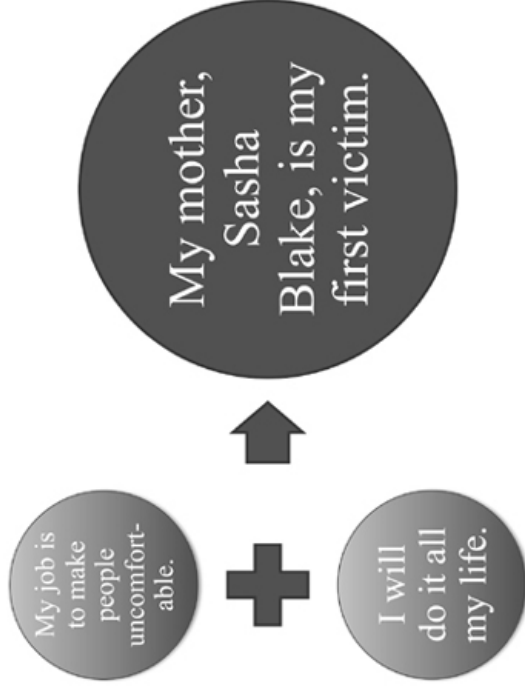 My job is
to make
people
uncomfort-
able.
I will
do it all
my life.
My mother,
Sasha
Blake, is my
first victim.